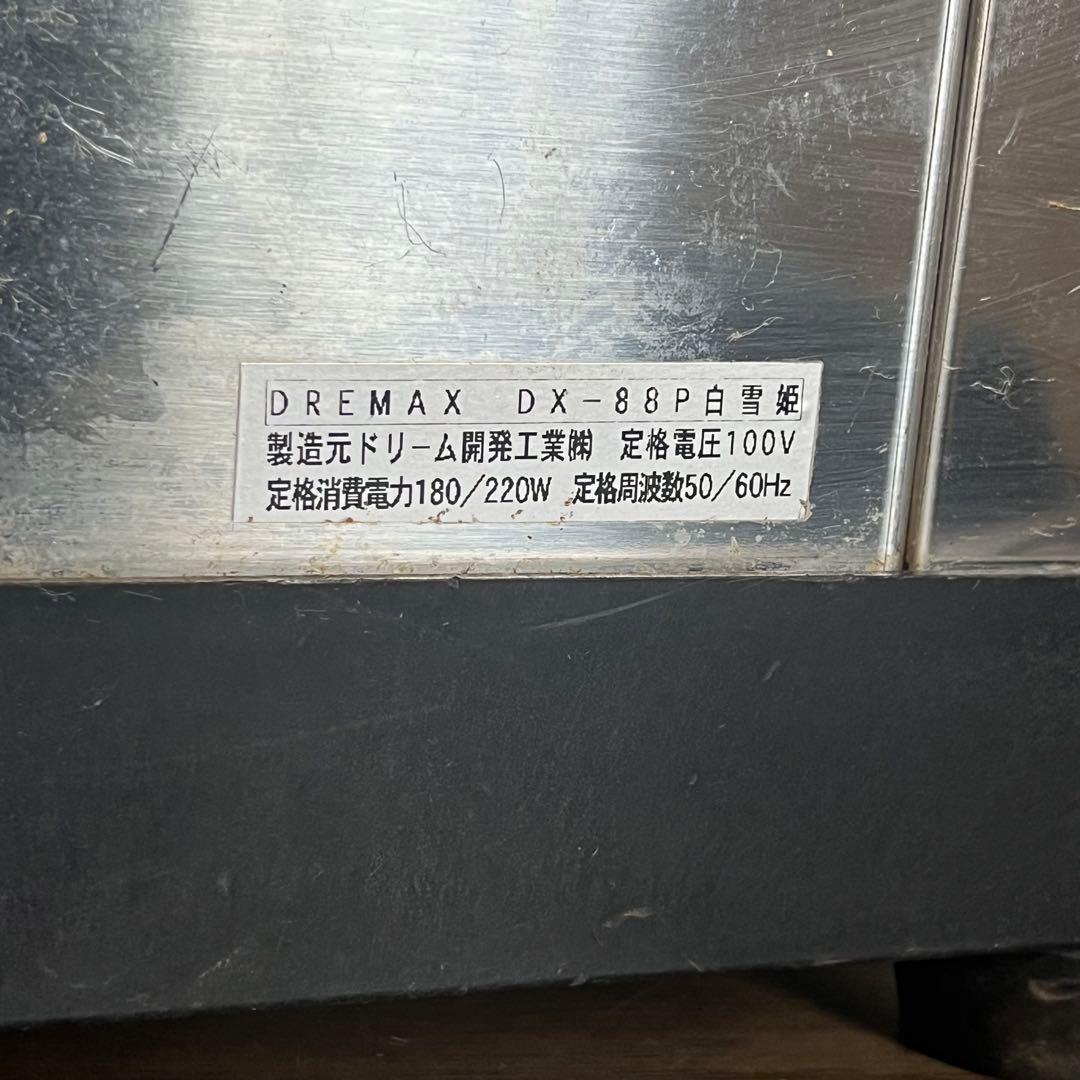 DREMAX DX-88P白雪姫
製造元ドリーム開発工業㈱ 定格電圧100V
定格消費電力180/220W 定格周波数50/60Hz